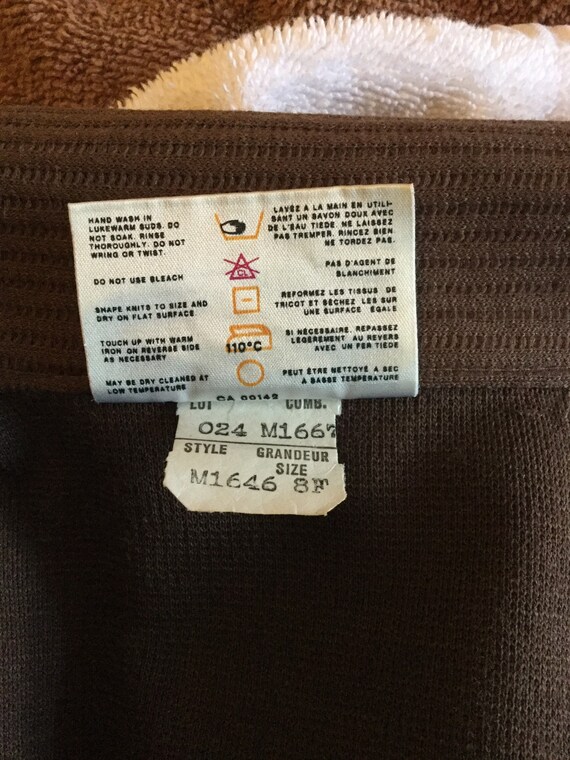 HAND WASH IN
LUKEWARM SUDS. DO
NOT SOAK. RINSE
THOROUGHLY. DO NOT
WRING OR TWIST.
LAVEZ A LA MAIN EN UTILI-
SANT UN SAVON DOUX AVEC
DE L'EAU TIEDE. NE LAISSEZ
PAS TREMPER. RINCEZ BIEN
NE TORDEZ PAS.
DO NOT USE BLEACH
CL
PAS D'AGENT DE
BLANCHIMENT
SHAPE KNITS TO SIZE AND
DRY ON FLAT SURFACE.
REFORMEZ LES TISSUS DE
TRICOT ET SÉCHEZ LES SUR
UNE SURFACE ÉGALE
TOUCH UP WITH WARM
IRON ON REVERSE SIDE
AS NECESSARY
110°C
SI NÉCESSAIRE. REPASSEZ
LEGÈREMENT AU REVERS
AVEC UN FER TIÈDE
MAY BE DRY CLEANED AT
LOW TEMPERATURE
PEUT ÊTRE NETTOYÉ A SEC
A BASSE TEMPÉRATURE
CA 00142
LOT COMB.
024 M1667
STYLE GRANDEUR
SIZE
M1646 8F